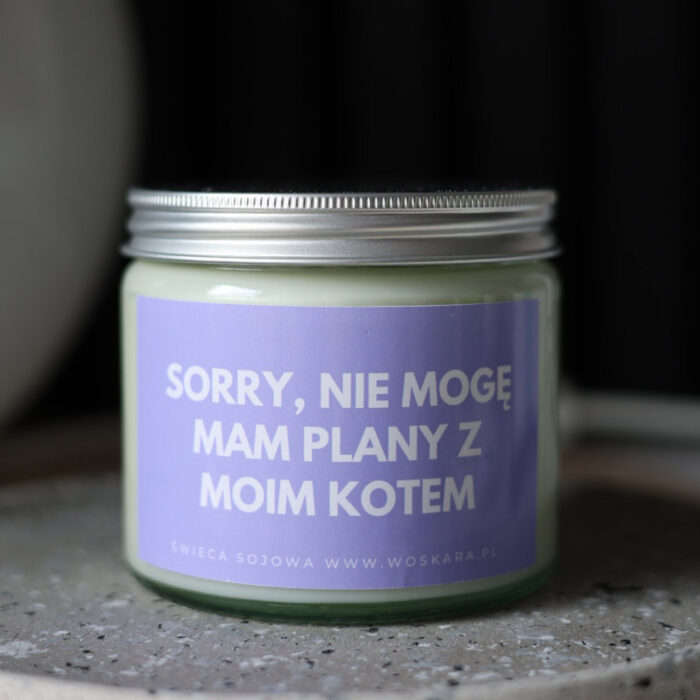 SORRY, NIE MOGĘ
MAM PLANY Z
MOIM KOTEM
ŚWIECA SOJOWA WWW.WOSKARA.PL